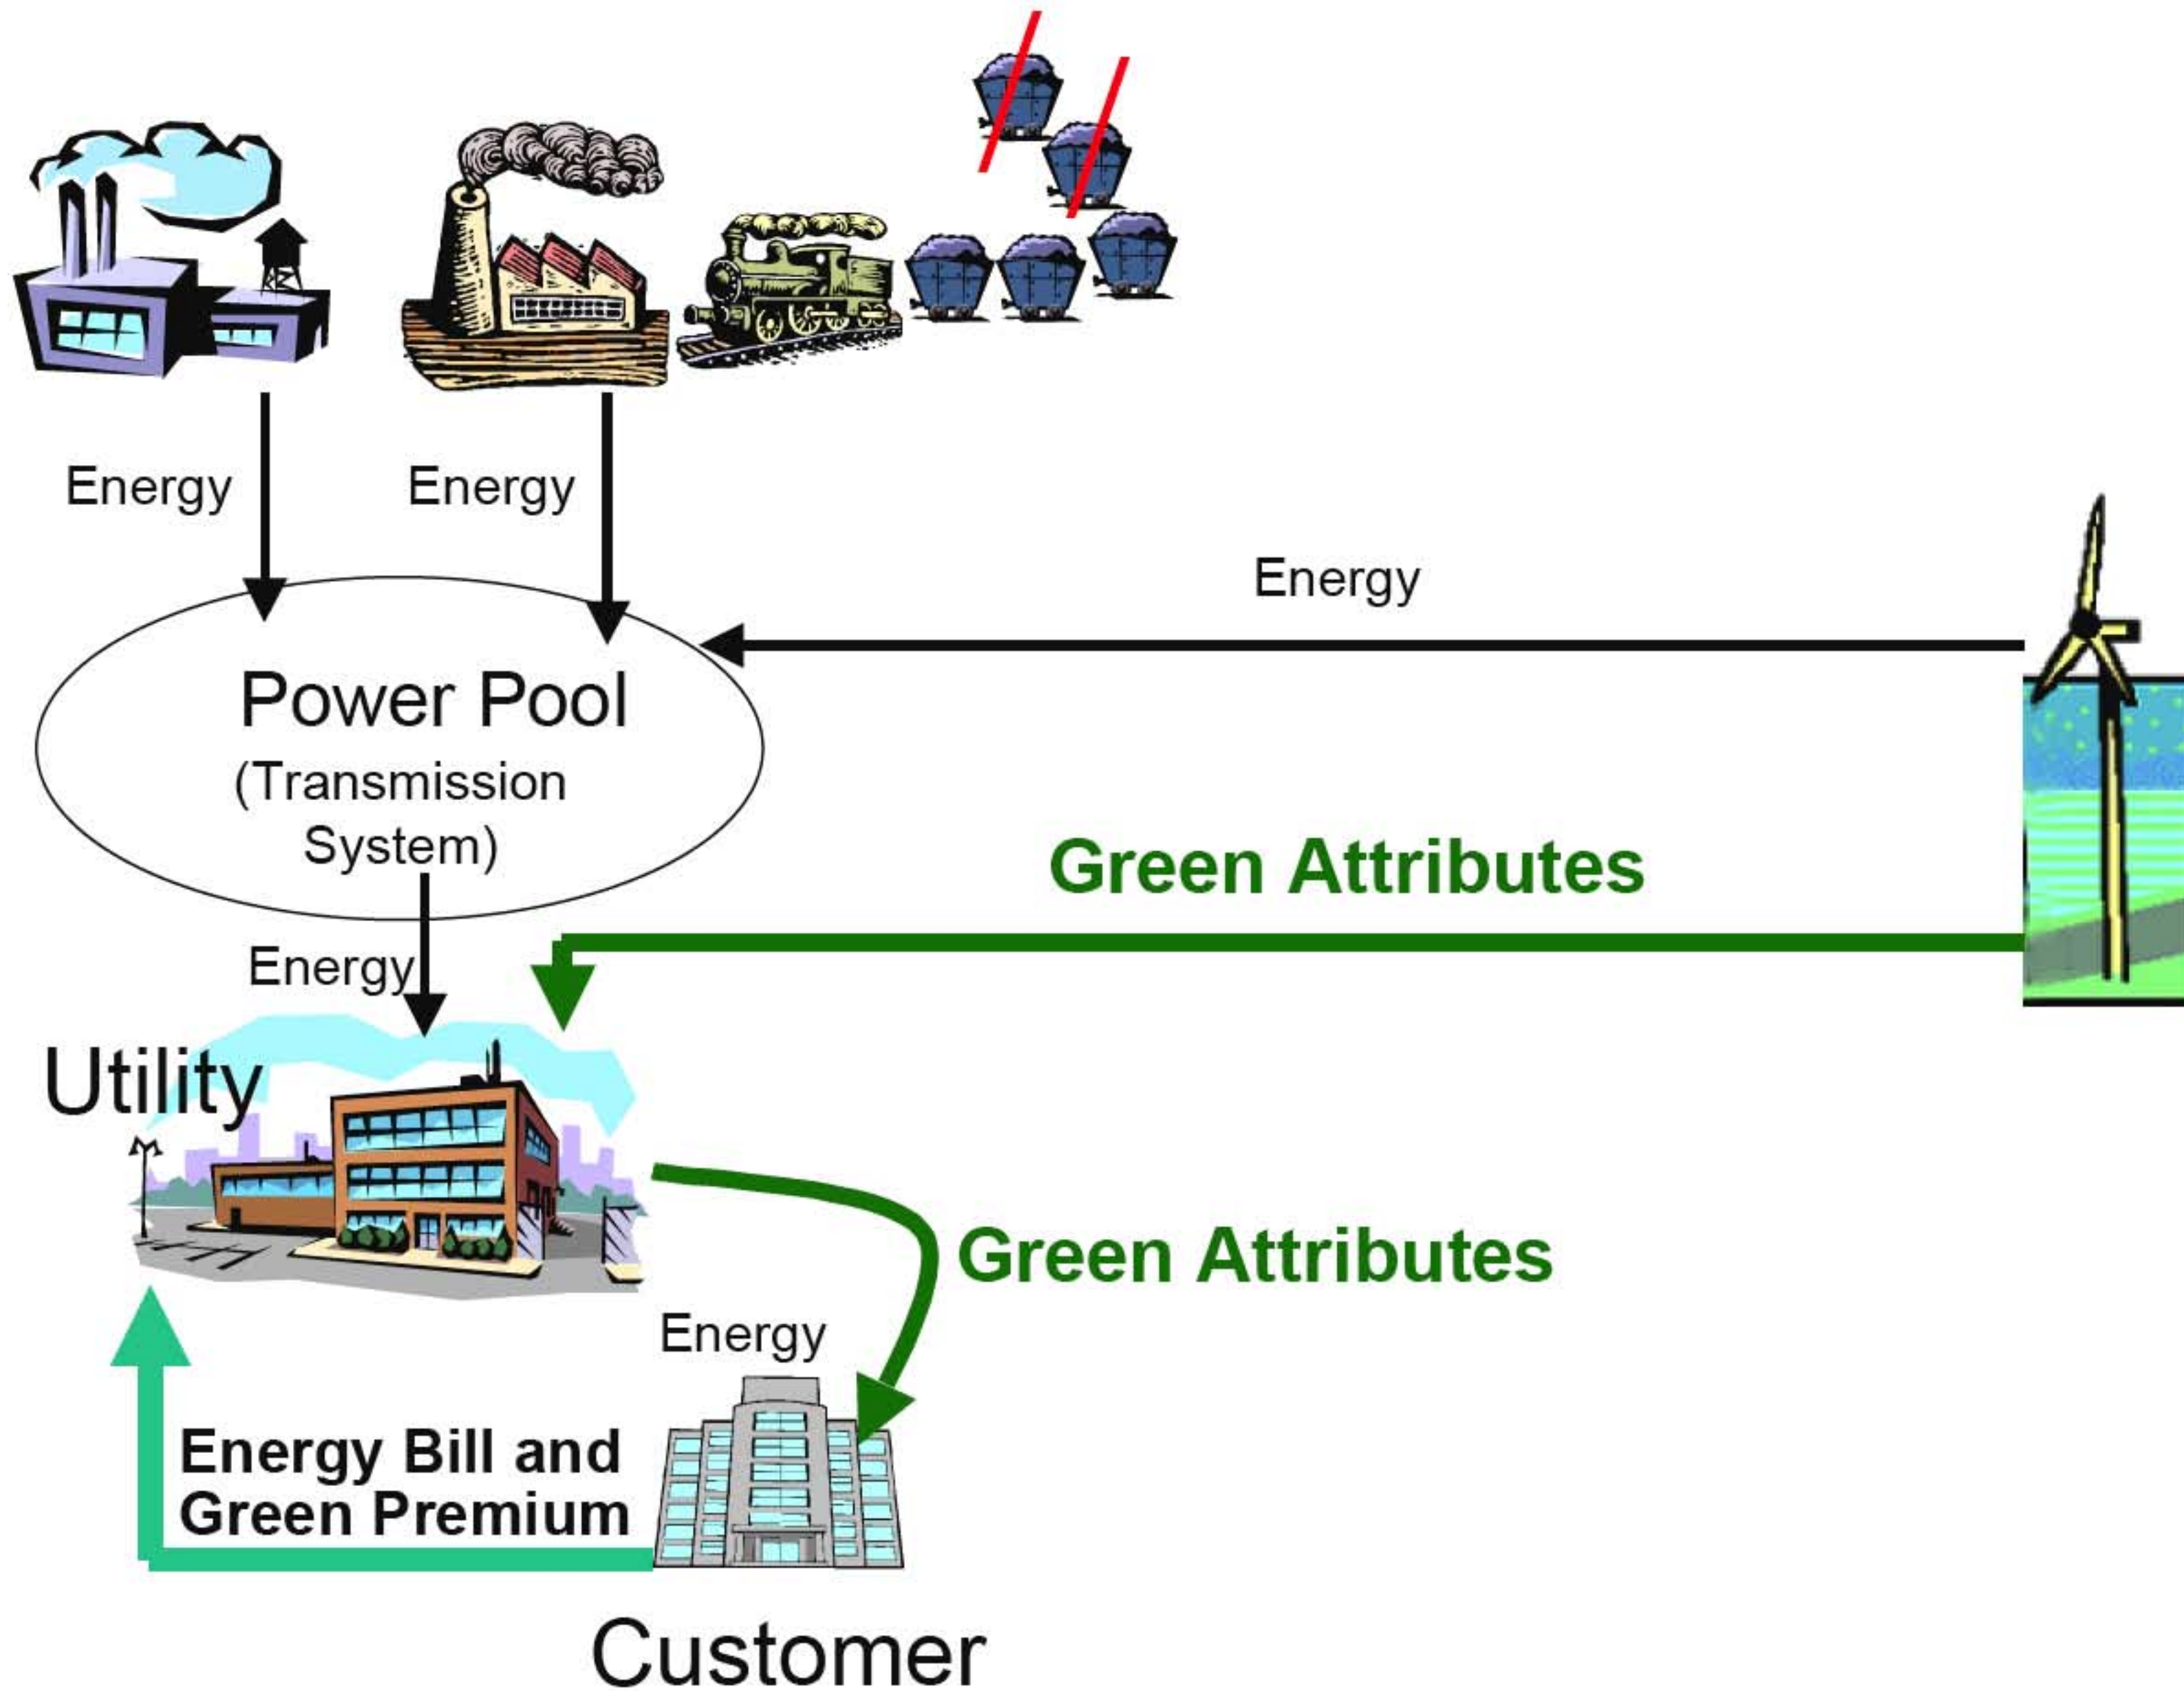 Energy
Energy
Energy
Power Pool
(Transmission
System)
Green Attributes
Energy
Utility
Green Attributes
Energy
Energy Bill and
Green Premium
Customer